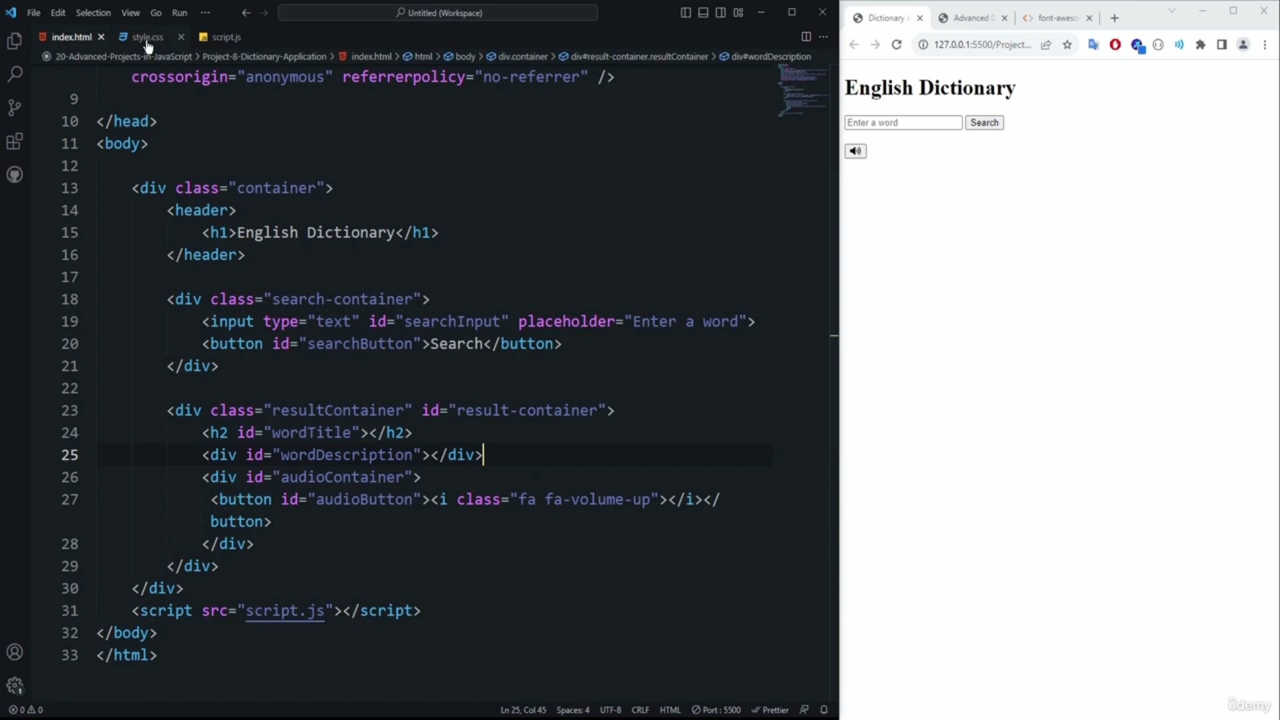 File Edit Selection View Go Run ··· Untitled (Workspace)
index.html style.css script.js
20-Advanced-Projects-in-JavaScript > Project-8-Dictionary-Application > index.html > html > body > div.container > div#result-container.resultContainer > div#wordDescription
crossorigin="anonymous" referrerpolicy="no-referrer" />
9
10 </head>
11 <body>
12
13 <div class="container">
14 <header>
15 <h1>English Dictionary</h1>
16 </header>
17
18 <div class="search-container">
19 <input type="text" id="searchInput" placeholder="Enter a word">
20 <button id="searchButton">Search</button>
21 </div>
22
23 <div class="resultContainer" id="result-container">
24 <h2 id="wordTitle"></h2>
25 <div id="wordDescription"></div>
26 <div id="audioContainer">
27 <button id="audioButton"><i class="fa fa-volume-up"></i></
button>
28 </div>
29 </div>
30 </div>
31 <script src="script.js"></script>
32 </body>
33 </html>
0 0 Ln 25, Col 45 Spaces: 4 UTF-8 CRLF HTML Port : 5500 Prettier
Dictionary A Advanced D font-aweso
127.0.0.1:5500/Project...
English Dictionary
Enter a word Search
ûdemy